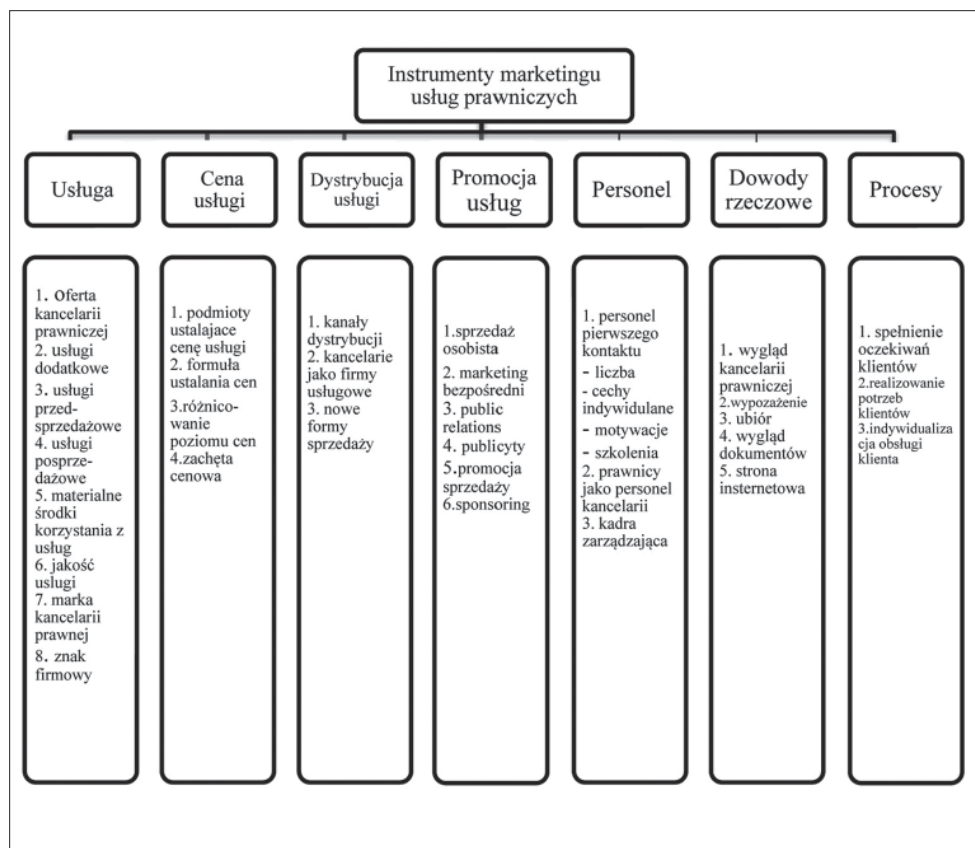 Instrumenty marketingu
usług prawniczych
Usługa
Cena
usługi
Dystrybucja
usługi
Promocja
usług
Personel
Dowody
rzeczowe
Procesy
1. Oferta
kancelarii
prawniczej
2. usługi
dodatkowe
3. usługi
przed-
sprzedażowe
4. usługi
posprze-
dażowe
5. materialne
środki
korzystania z
usług
6. jakość
uslugi
7. marka
kancelarii
prawnej
8. znak
firmowy
1. podmioty
ustalajace
cenę usługi
2. formuła
ustalania cen
3.różnico-
wanie
poziomu cen
4.zachęta
cenowa
1. kanały
dystrybucji
2. kancelarie
jako firmy
usługowe
3. nowe
formy
sprzedaży
1.sprzedaż
osobista
2. marketing
bezpośredni
3. public
relations
4. publicyty
5.promocja
sprzedaży
6.sponsoring
1. personel
pierwszego
kontaktu
- liczba
- cechy
indywidulane
- motywacje
- szkolenia
2. prawnicy
jako personel
kancelarii
3. kadra
zarządzająca
1. wygląd
kancelarii
prawniczej
2.wypozażenie
3. ubiór
4. wygląd
dokumentów
5. strona
insternetowa
1. spełnienie
oczekiwań
klientów
2.realizowanie
potrzeb
klientów
3.indywidualiza
cja obsługi
klienta